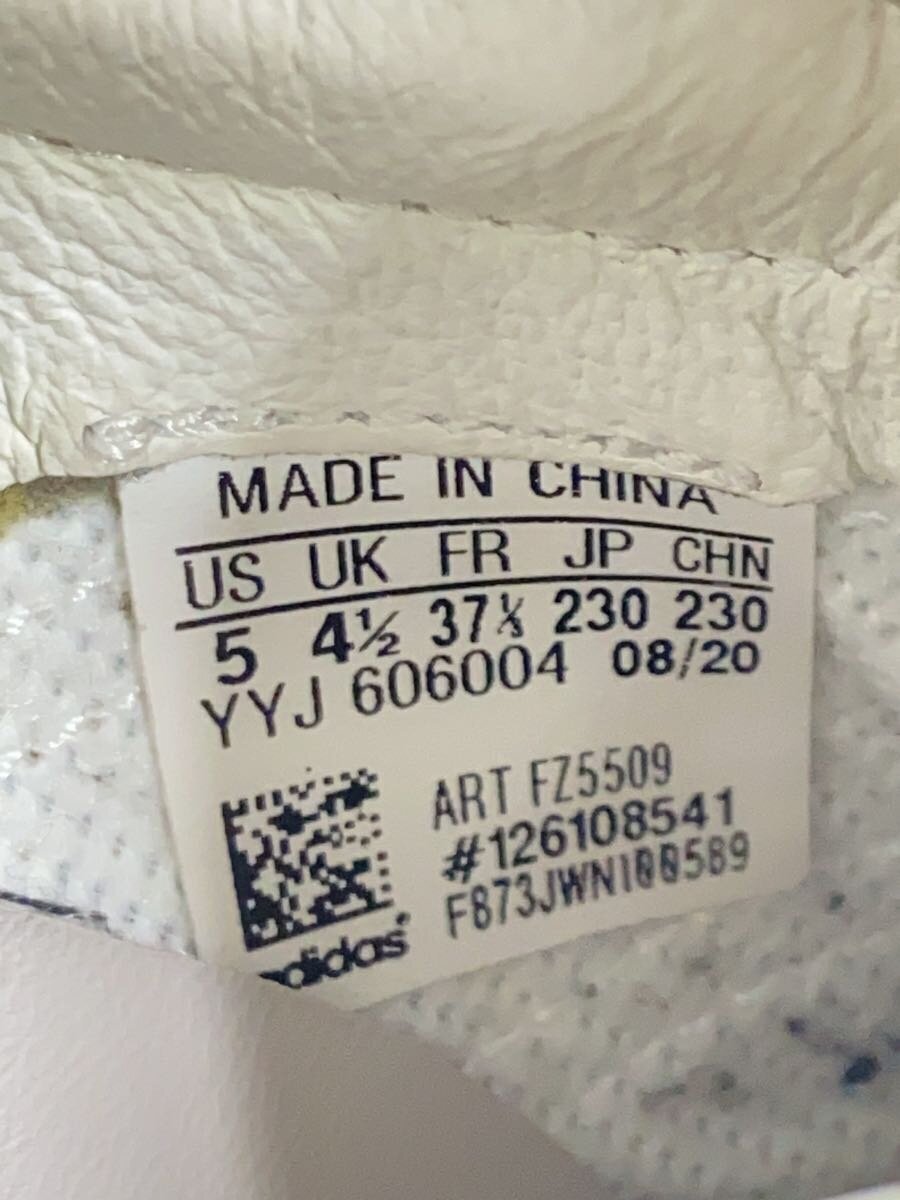 MADE IN CHINA
US UK FR JP CHN
5 4½ 37⅓ 230 230
YYJ 606004 08/20
ART FZ5509
#126108541
F873JWN100589
adidas